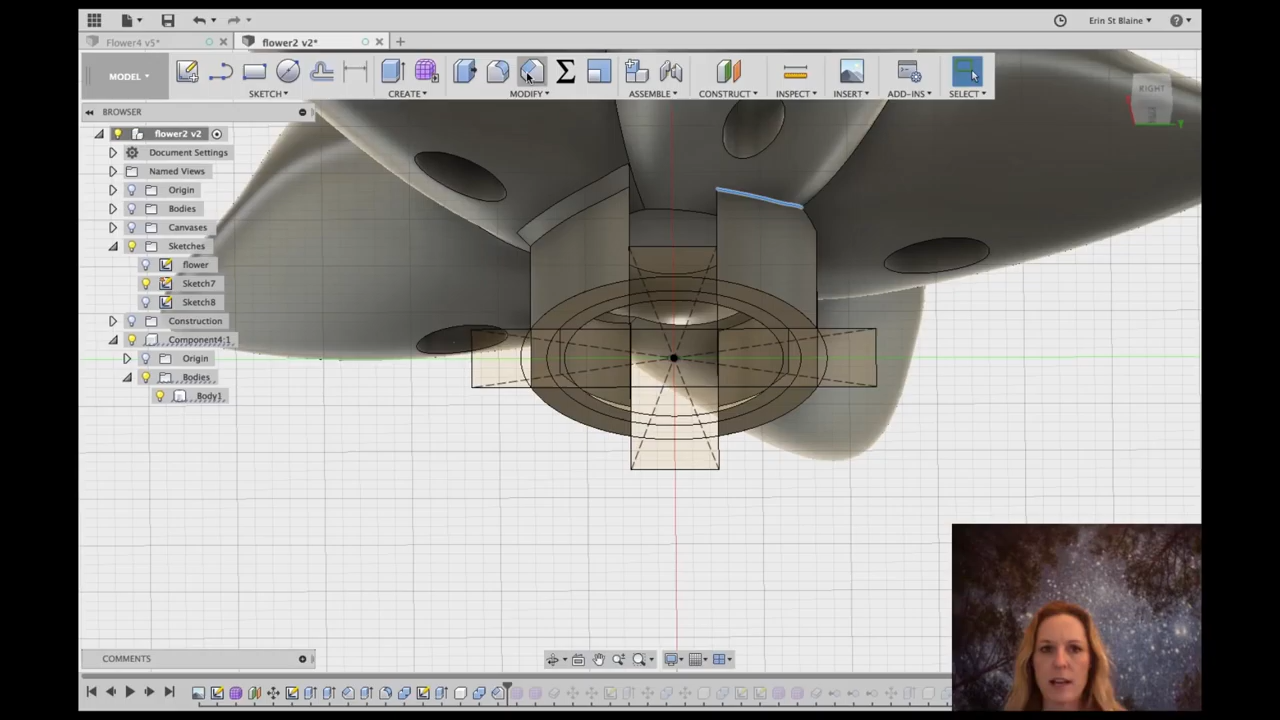 Erin St Blaine
Flower4 v5*
flower2 v2*
MODEL
SKETCH
CREATE
MODIFY
ASSEMBLE
CONSTRUCT
INSPECT
INSERT
ADD-INS
SELECT
RIGHT
BROWSER
flower2 v2
Document Settings
Named Views
Origin
Bodies
Canvases
Sketches
flower
Sketch7
Sketch8
Construction
Component4:1
Origin
Bodies
Body1
COMMENTS